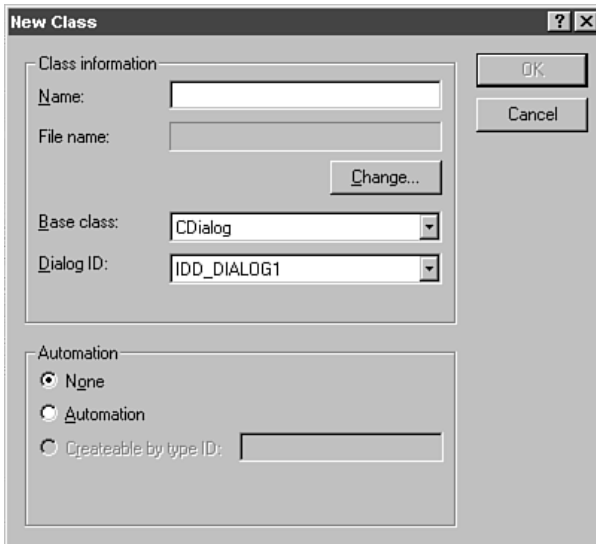 New Class
Class information
Name:
OK
File name:
Cancel
Change...
Base class:
CDialog
Dialog ID:
IDD_DIALOG1
Automation
None
Automation
Createable by type ID: